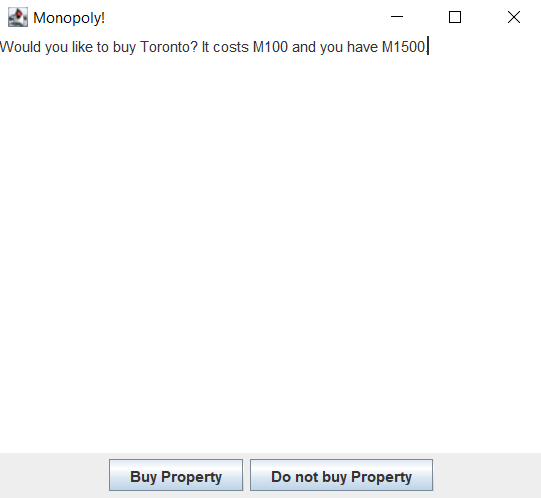 Monopoly!
Would you like to buy Toronto? It costs M100 and you have M1500.
Buy Property
Do not buy Property